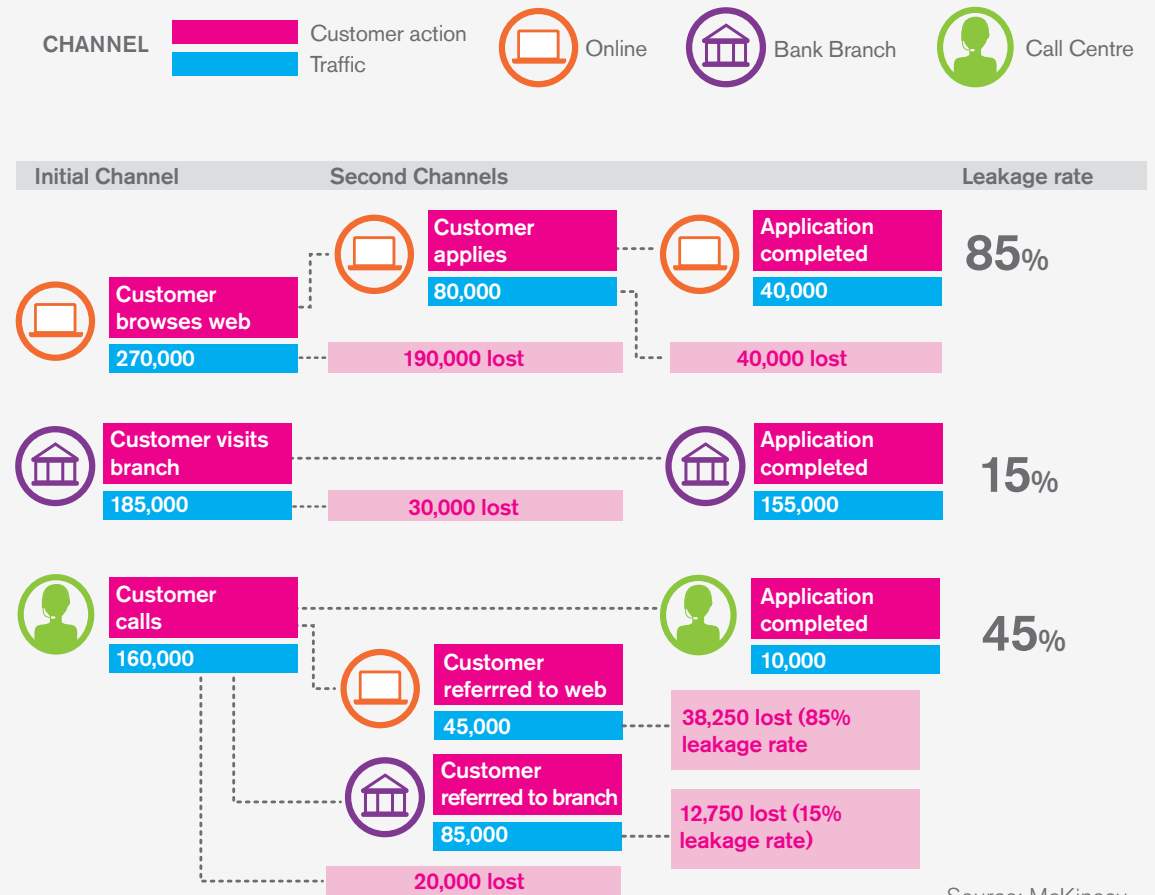 CHANNEL
Customer action
Traffic
Online
Bank Branch
Call Centre
Initial Channel
Second Channels
Leakage rate
Customer
applies
80,000
Application
completed
40,000
85%
Customer
browses web
270,000
190,000 lost
40,000 lost
Customer visits
branch
185,000
30,000 lost
Application
completed
155,000
15%
Customer
calls
160,000
Application
completed
10,000
45%
Customer
referrred to web
45,000
38,250 lost (85%
leakage rate
Customer
referrred to branch
85,000
12,750 lost (15%
leakage rate)
20,000 lost
Source: McKinsey